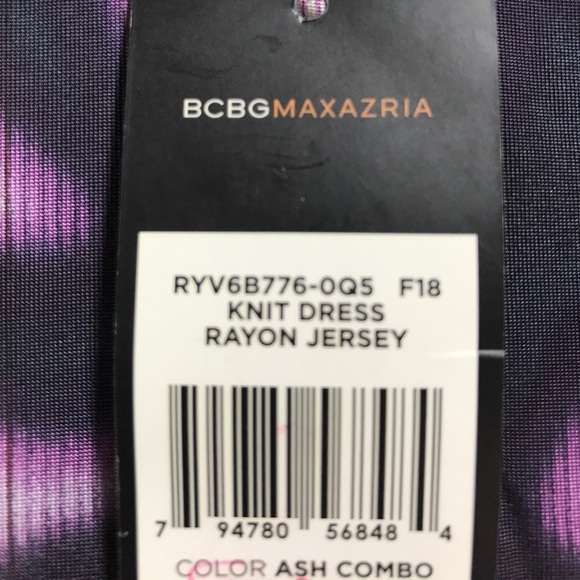 BCBGMAXAZRIA
RYV6B776-0Q5 F18
KNIT DRESS
RAYON JERSEY
7 94780 56848 4
COLOR ASH COMBO